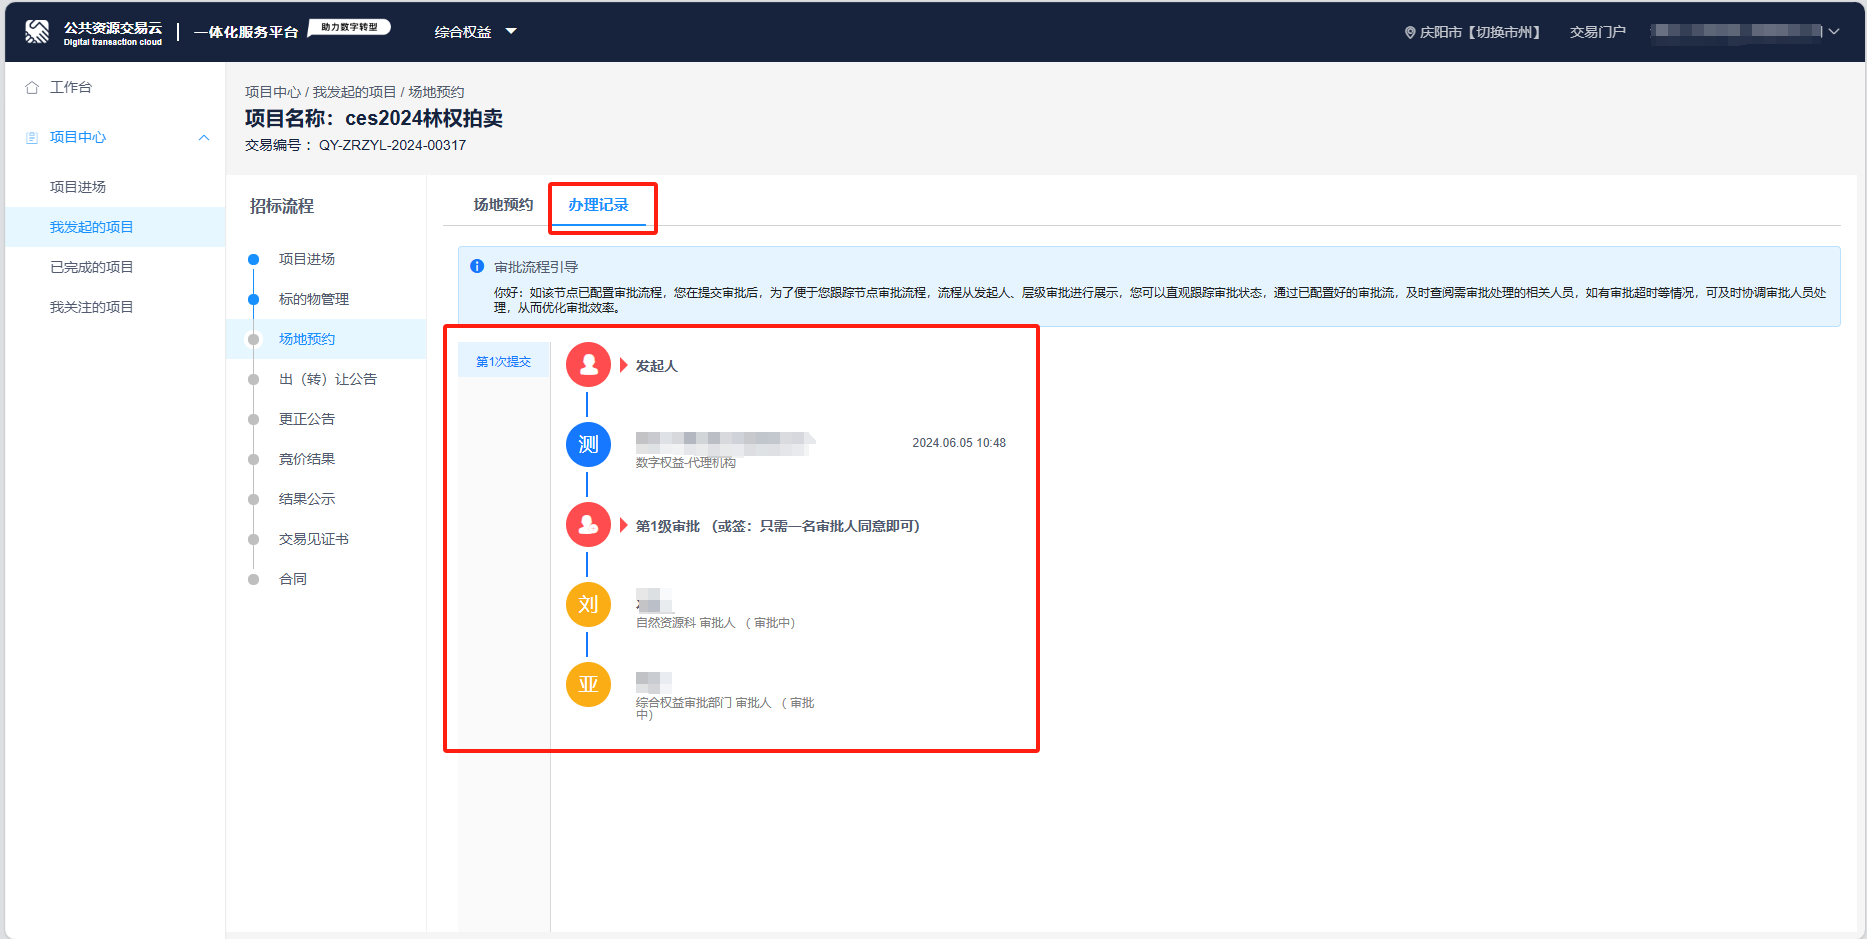 公共资源交易云
Digital transaction cloud
一体化服务平台
助力数字转型
综合权益
庆阳市【切换市州】
交易门户
工作台
项目中心
项目进场
我发起的项目
已完成的项目
我关注的项目
项目中心 / 我发起的项目 / 场地预约
项目名称：ces2024林权拍卖
交易编号： QY-ZRZYL-2024-00317
招标流程
项目进场
标的物管理
场地预约
出（转）让公告
更正公告
竞价结果
结果公示
交易见证书
合同
场地预约
办理记录
审批流程引导
你好：如该节点已配置审批流程，您在提交审批后，为了便于您跟踪节点审批流程，流程从发起人、层级审批进行展示，您可以直观跟踪审批状态，通过已配置好的审批流，及时查阅需审批处理的相关人员，如有审批超时等情况，可及时协调审批人员处
理，从而优化审批效率。
第1次提交
发起人
测
2024.06.05 10:48
数字权益-代理机构
第1级审批 （或签：只需一名审批人同意即可）
刘
自然资源科 审批人 （ 审批中）
亚
综合权益审批部门 审批人 （ 审批
中）